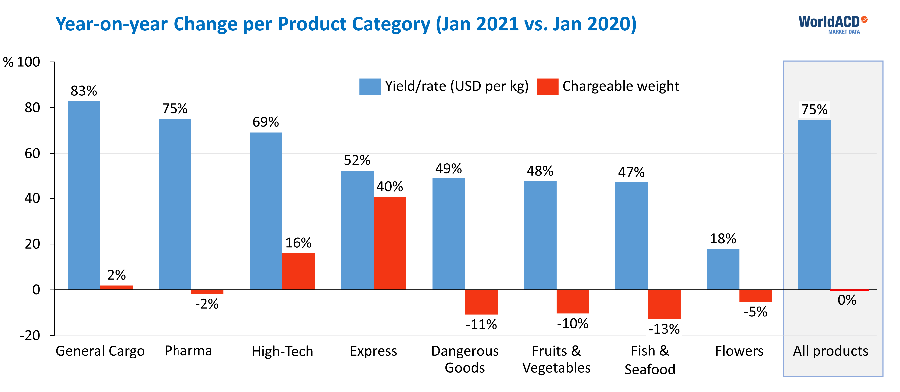 Year-on-year Change per Product Category (Jan 2021 vs. Jan 2020)
WorldACD
MARKET DATA
% 100
80
60
40
20
0
-20
Yield/rate (USD per kg)
Chargeable weight
83%
2%
75%
-2%
69%
16%
52%
40%
49%
-11%
48%
-10%
47%
-13%
18%
-5%
75%
0%
General Cargo
Pharma
High-Tech
Express
Dangerous
Goods
Fruits &
Vegetables
Fish &
Seafood
Flowers
All products